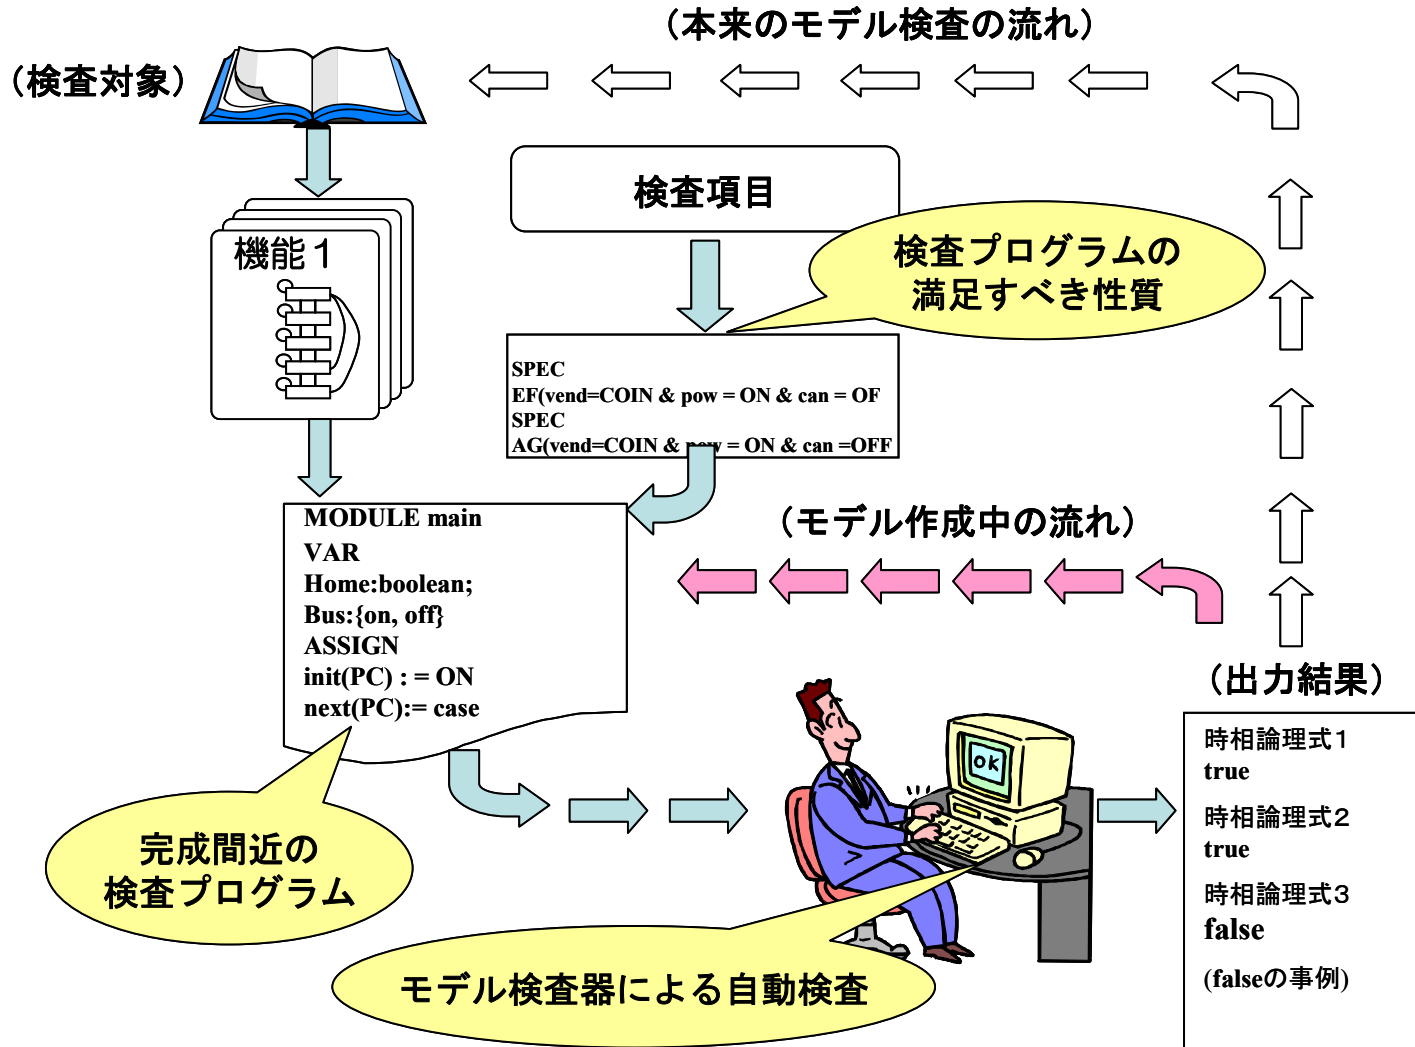 (本来のモデル検査の流れ)
(検査対象)
検査項目
機能1
検査プログラムの
満足すべき性質
SPEC
EF(vend=COIN & pow = ON & can = OF
SPEC
AG(vend=COIN & pow = ON & can =OFF
MODULE main
VAR
Home:boolean;
Bus:{on, off}
ASSIGN
init(PC) : = ON
next(PC):= case
(モデル作成中の流れ)
(出力結果)
OK
時相論理式1
true
時相論理式2
true
時相論理式3
false
(falseの事例)
完成間近の
検査プログラム
モデル検査器による自動検査